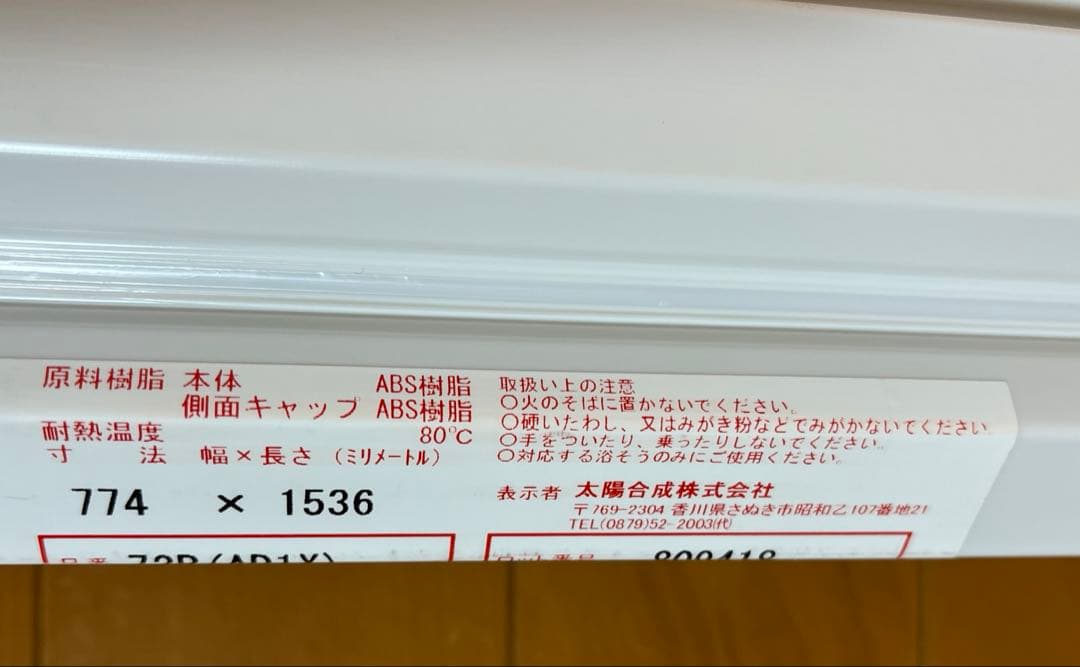 原料樹脂 本体 ABS樹脂
側面キャップ ABS樹脂
耐熱温度 80℃
寸 法 幅×長さ (ミリメートル)
774 × 1536
取扱い上の注意
〇火のそばに置かないでください。
〇硬いたわし、又はみがき粉などでみがかないでください。
〇手をついたり、乗ったりしないでください。
〇対応する浴そうのみにご使用ください。
表示者 太陽合成株式会社
〒769-2304 香川県さぬき市昭和乙107番地21
TEL(0879)52-2003(代)